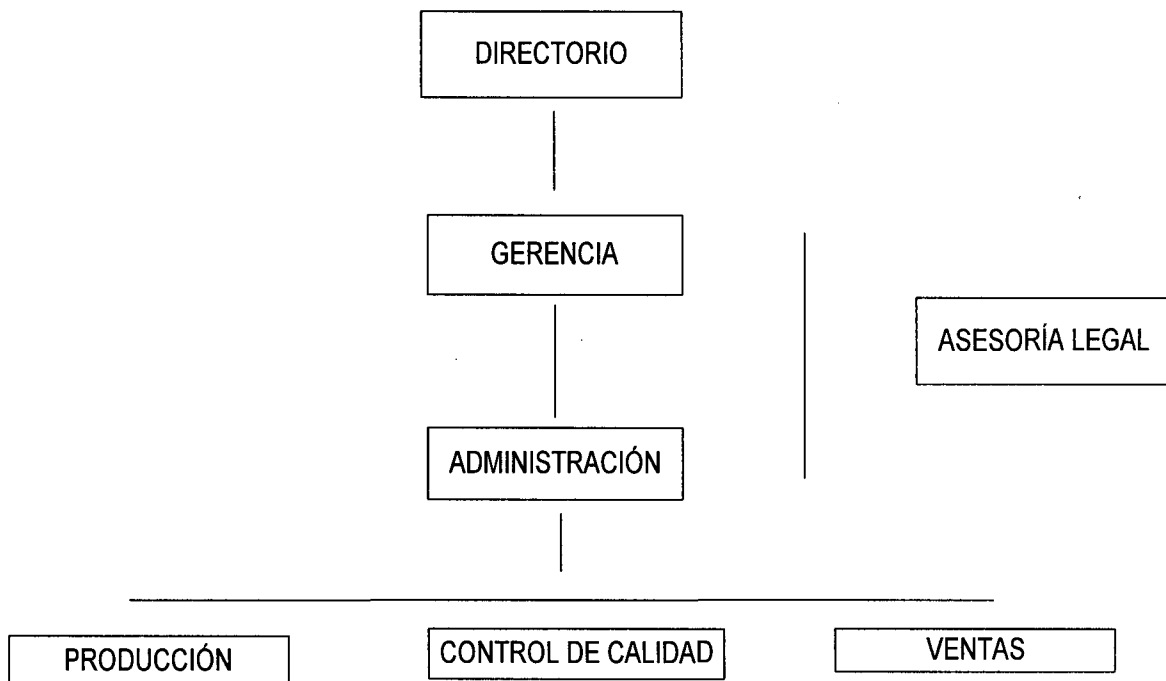 DIRECTORIO
GERENCIA
ASESORÍA LEGAL
ADMINISTRACIÓN
PRODUCCIÓN
CONTROL DE CALIDAD
VENTAS